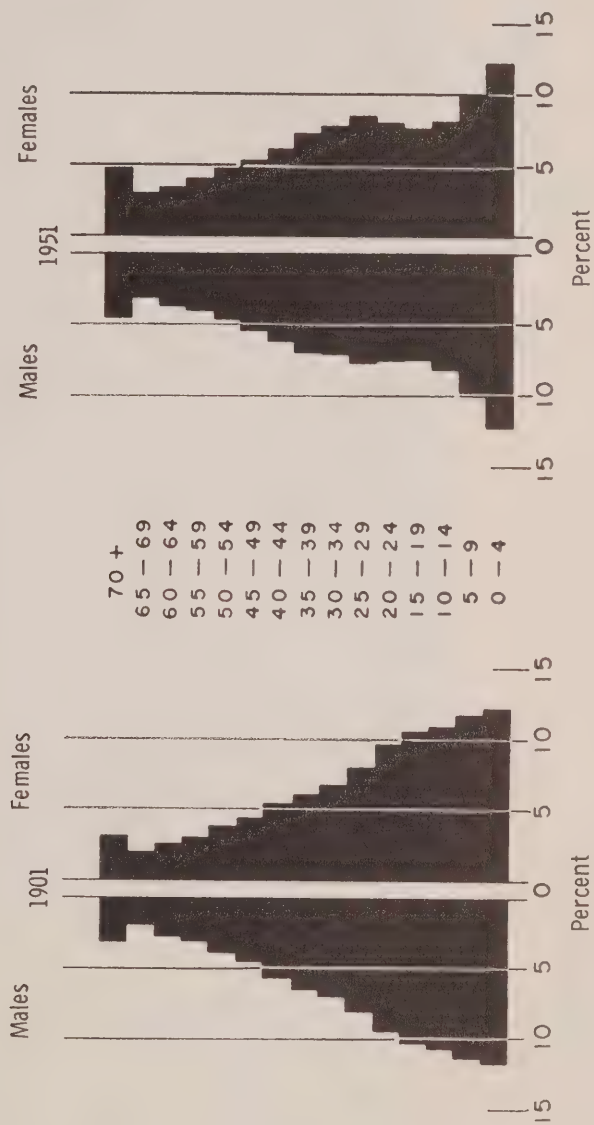 1901
Males
Females
15
10
5
0
5
10
15
Percent
70 +
65 — 69
60 — 64
55 — 59
50 — 54
45 — 49
40 — 44
35 — 39
30 — 34
25 — 29
20 — 24
15 — 19
10 — 14
5 — 9
0 — 4
1951
Males
Females
15
10
5
0
5
10
15
Percent